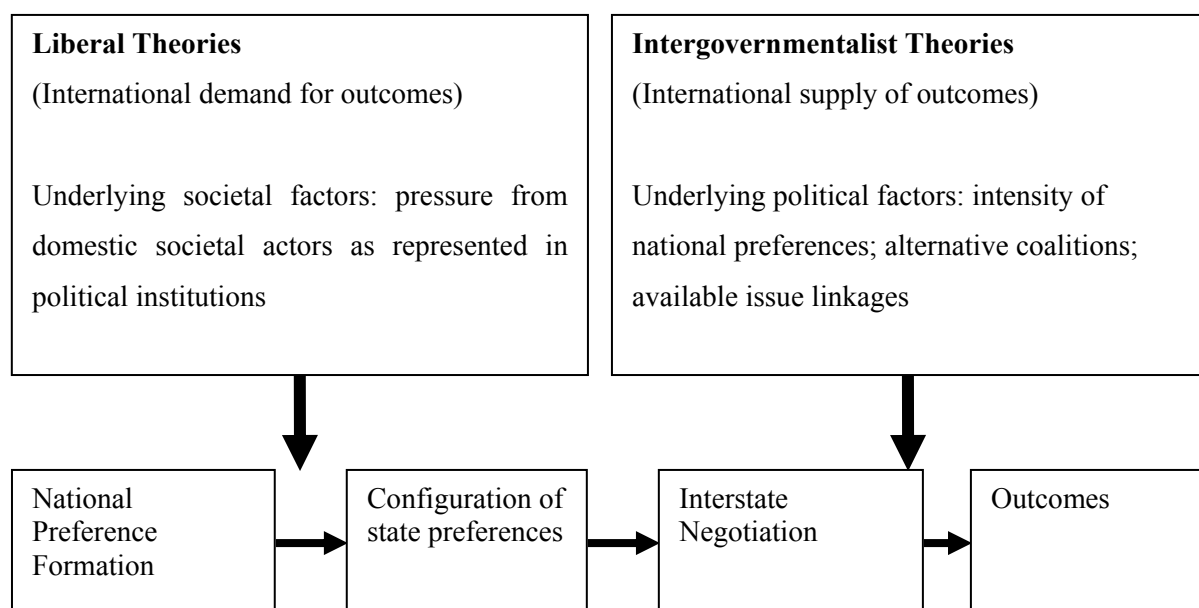 Liberal Theories
(International demand for outcomes)
Underlying societal factors: pressure from
domestic societal actors as represented in
political institutions
Intergovernmentalist Theories
(International supply of outcomes)
Underlying political factors: intensity of
national preferences; alternative coalitions;
available issue linkages
National
Preference
Formation
Configuration of
state preferences
Interstate
Negotiation
Outcomes